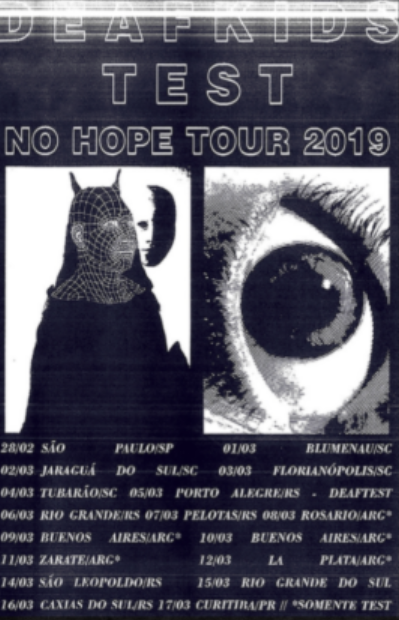 DEAFKIDS
TEST
NO HOPE TOUR 2019
28/02 SÃO PAULO/SP 01/03 BLUMENAU/SC
02/03 JARAGUÁ DO SUL/SC 03/03 FLORIANÓPOLIS/SC
04/03 TUBARÃO/SC 05/03 PORTO ALEGRE/RS - DEAFTEST
06/03 RIO GRANDE/RS 07/03 PELOTAS/RS 08/03 ROSARIO/ARG*
09/03 BUENOS AIRES/ARG* 10/03 BUENOS AIRES/ARG*
11/03 ZARATE/ARG* 12/03 LA PLATA/ARG*
14/03 SÃO LEOPOLDO/RS 15/03 RIO GRANDE DO SUL
16/03 CAXIAS DO SUL/RS 17/03 CURITIBA/PR // *SOMENTE TEST